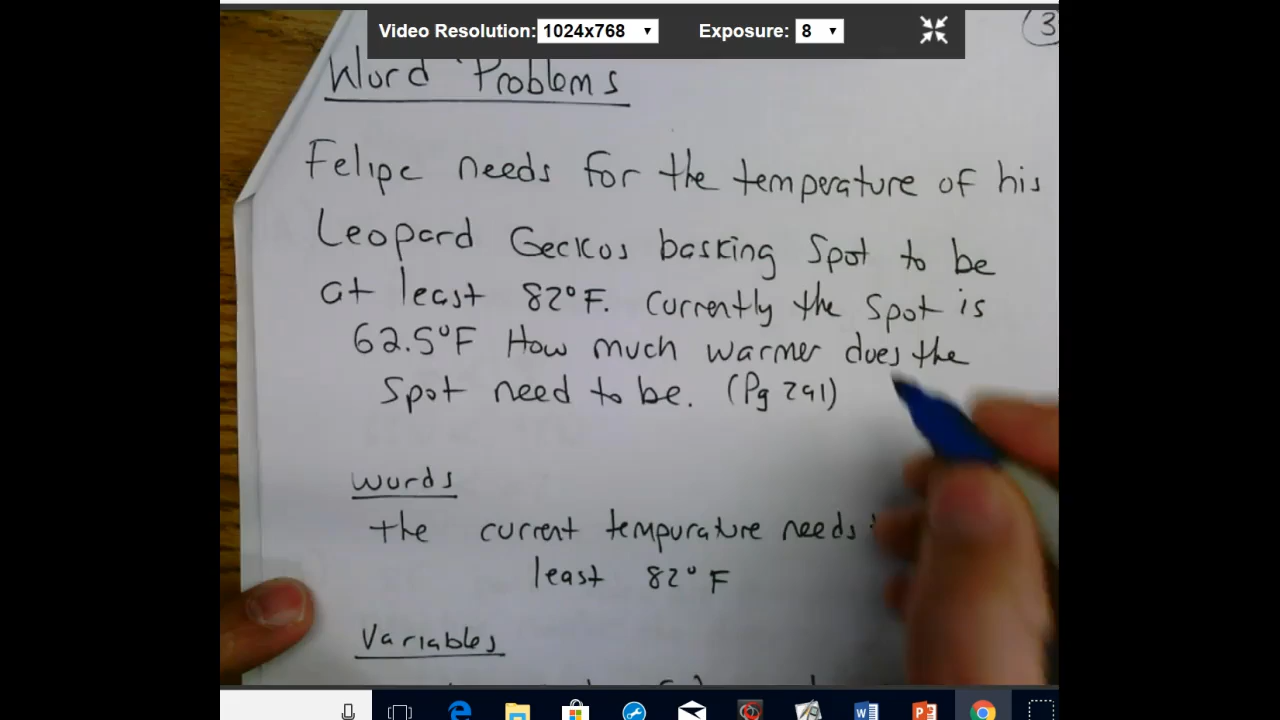 Video Resolution: 1024x768 Exposure: 8
3
Word Problems
Felipe needs for the temperature of his
Leopard Geckos basking Spot to be
at least 82°F. Currently the spot is
62.5°F How much warmer does the
Spot need to be. (Pg 291)
words
the current tempurature needs
least 82° F
Variables